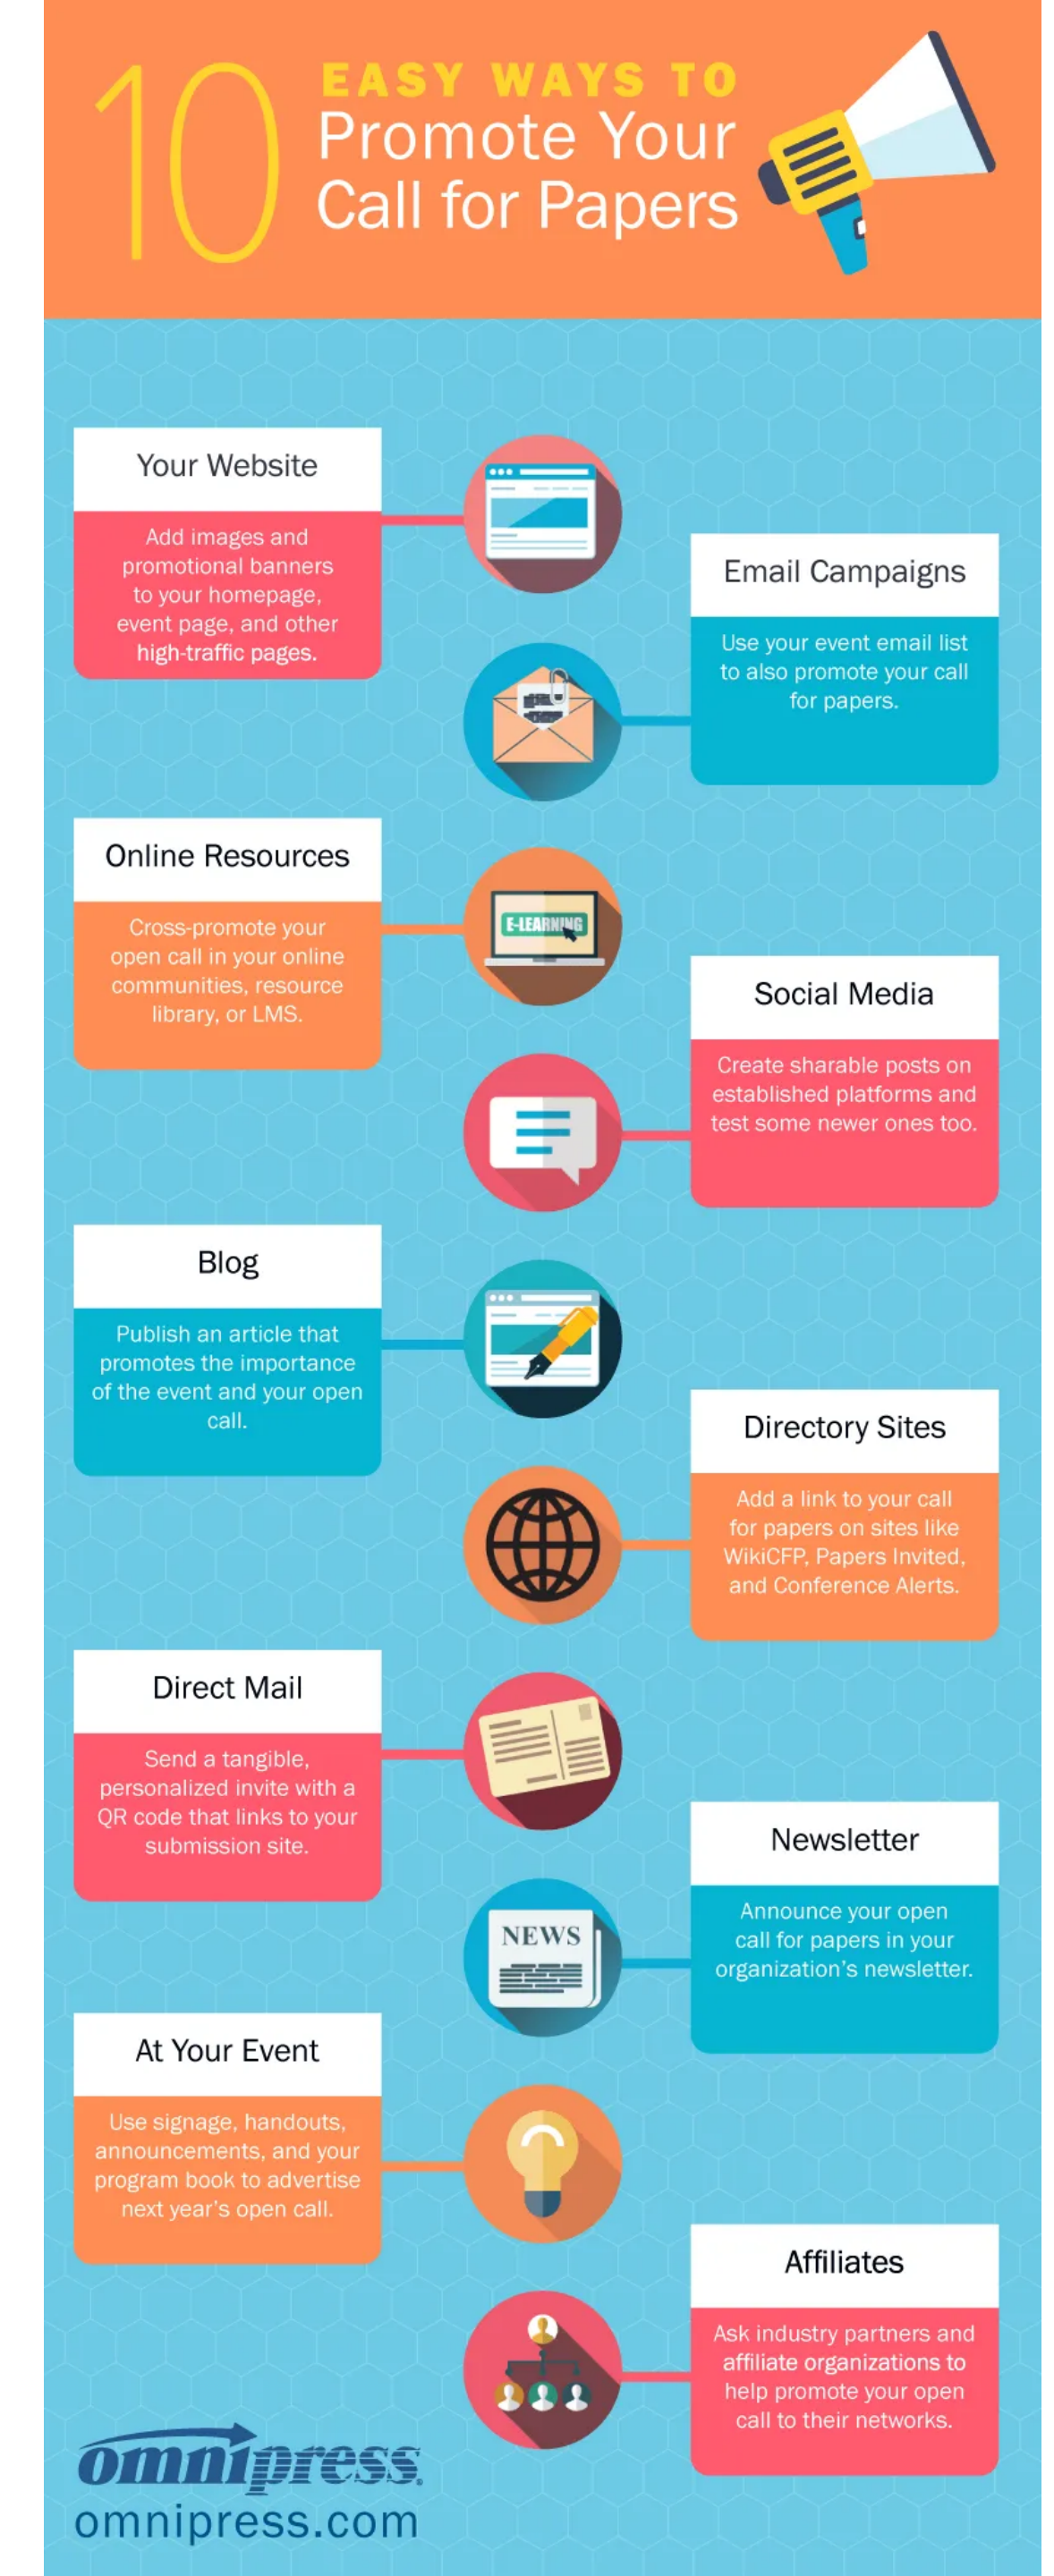 10
EASY WAYS TO
Promote Your
Call for Papers
Your Website
Add images and
promotional banners
to your homepage,
event page, and other
high-traffic pages.
Email Campaigns
Use your event email list
to also promote your call
for papers.
Online Resources
Cross-promote your
open call in your online
communities, resource
library, or LMS.
E-LEARNING
Social Media
Create sharable posts on
established platforms and
test some newer ones too.
Blog
Publish an article that
promotes the importance
of the event and your open
call.
Directory Sites
Add a link to your call
for papers on sites like
WikiCFP, Papers Invited,
and Conference Alerts.
Direct Mail
Send a tangible,
personalized invite with a
QR code that links to your
submission site.
Newsletter
Announce your open
call for papers in your
organization's newsletter.
NEWS
At Your Event
Use signage, handouts,
announcements, and your
program book to advertise
next year's open call.
Affiliates
Ask industry partners and
affiliate organizations to
help promote your open
call to their networks.
omnipress®
omnipress.com